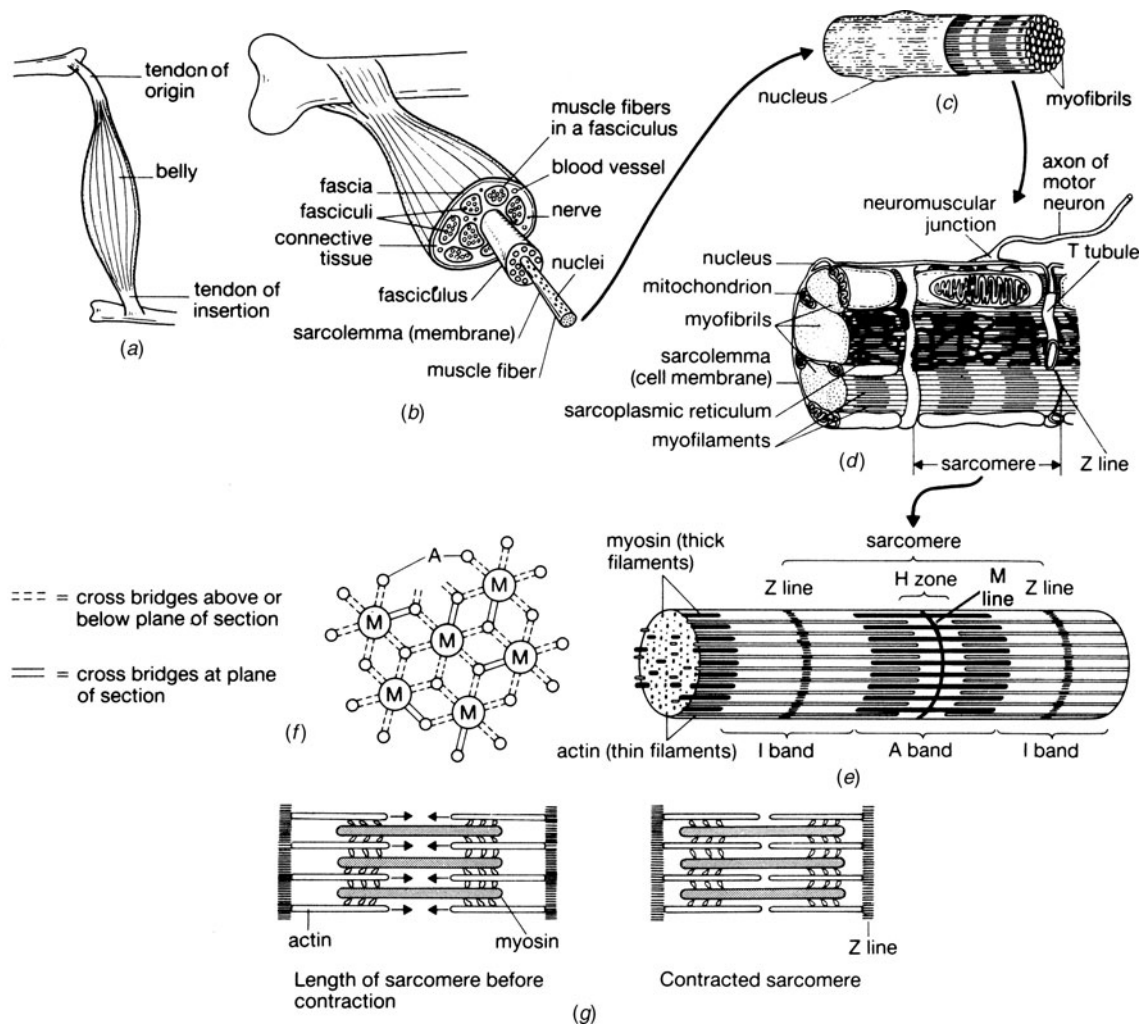 tendon of
origin
belly
tendon of
insertion
(a)
muscle fibers
in a fasciculus
blood vessel
fascia
fasciculi
nerve
connective
tissue
nuclei
fasciculus
sarcolemma (membrane)
muscle fiber
(b)
nucleus
(c)
myofibrils
axon of
motor
neuron
neuromuscular
junction
T tubule
nucleus
mitochondrion
myofibrils
sarcolemma
(cell membrane)
sarcoplasmic reticulum
myofilaments
(d)
sarcomere
Z line
myosin (thick
filaments)
sarcomere
Z line
H zone
M
line
Z line
actin (thin filaments)
I band
A band
I band
(e)
= cross bridges above or
below plane of section
= cross bridges at plane
of section
A
M
M
M
M
M
M
(f)
actin
myosin
Z line
Length of sarcomere before
contraction
Contracted sarcomere
(g)